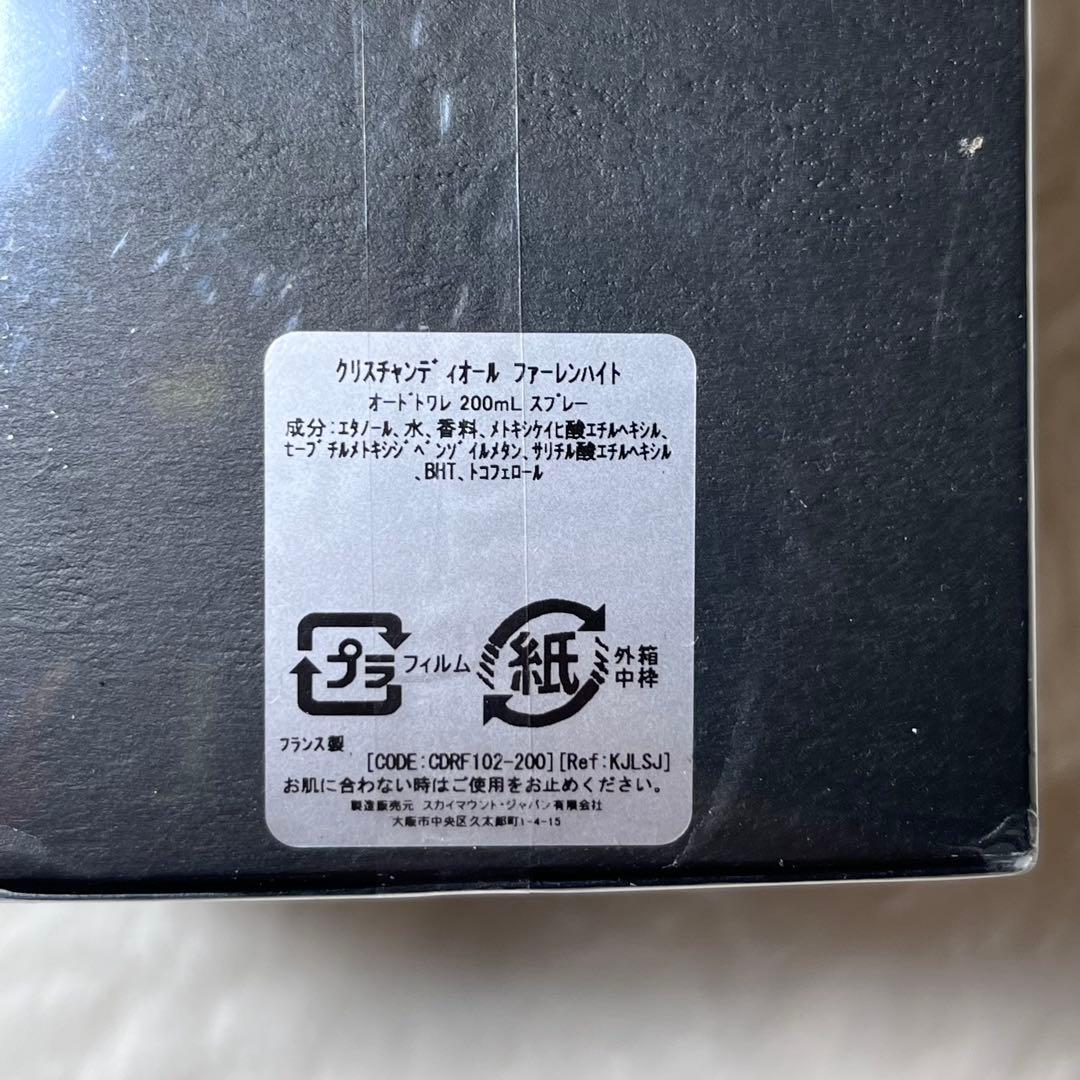 クリスチャンディオール ファーレンハイト
オードトワレ 200mL スプレー
成分:エタノール、水、香料、メトキシケイヒ酸エチルヘキシル、
セーブチルメトキシジベンゾイルメタン、サリチル酸エチルヘキシル
、BHT、トコフェロール
プラ フィルム 紙 外箱
中枠
フランス製
[CODE:CDRF102-200][Ref:KJLSJ]
お肌に合わない時はご使用をお止めください。
製造販売元 スカイマウント・ジャパン有限会社
大阪市中央区久太郎町1-4-15